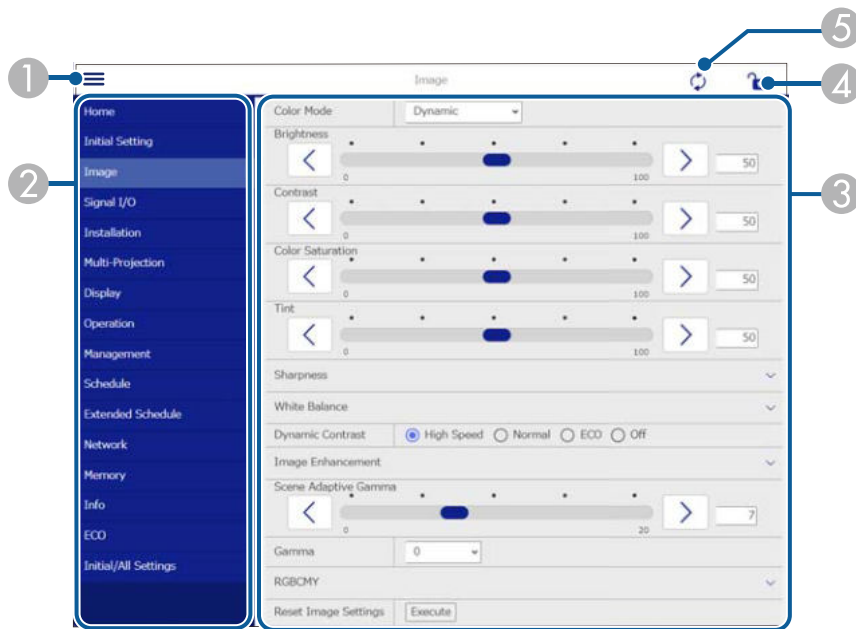 5
1
Image
4
Home
Initial Setting
Image
Signal I/O
Installation
Multi-Projection
Display
Operation
Management
Schedule
Extended Schedule
Network
Memory
Info
ECO
Initial/All Settings
2
3
Color Mode Dynamic
Brightness
0 100 50
Contrast
0 100 50
Color Saturation
0 100 50
Tint
0 100 50
Sharpness
White Balance
Dynamic Contrast High Speed Normal ECO Off
Image Enhancement
Scene Adaptive Gamma
0 20 7
Gamma 0
RGBCMY
Reset Image Settings Execute